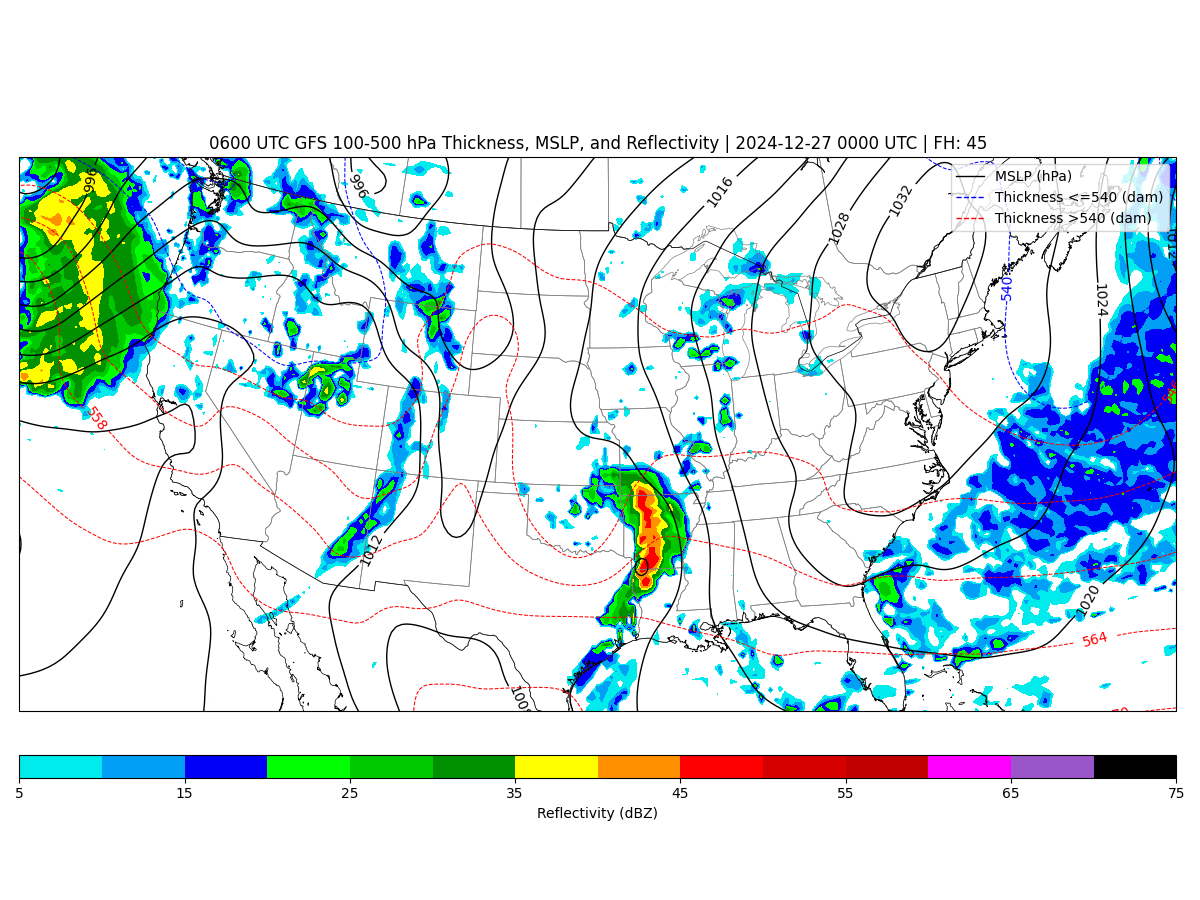 0600 UTC GFS 100-500 hPa Thickness, MSLP, and Reflectivity | 2024-12-27 0000 UTC | FH: 45
MSLP (hPa)
Thickness <=540 (dam)
Thickness >540 (dam)
996
996
1016
1032
1028
1012
540
1024
558
1012
1020
564
1008
5 15 25 35 45 55 65 75
Reflectivity (dBZ)